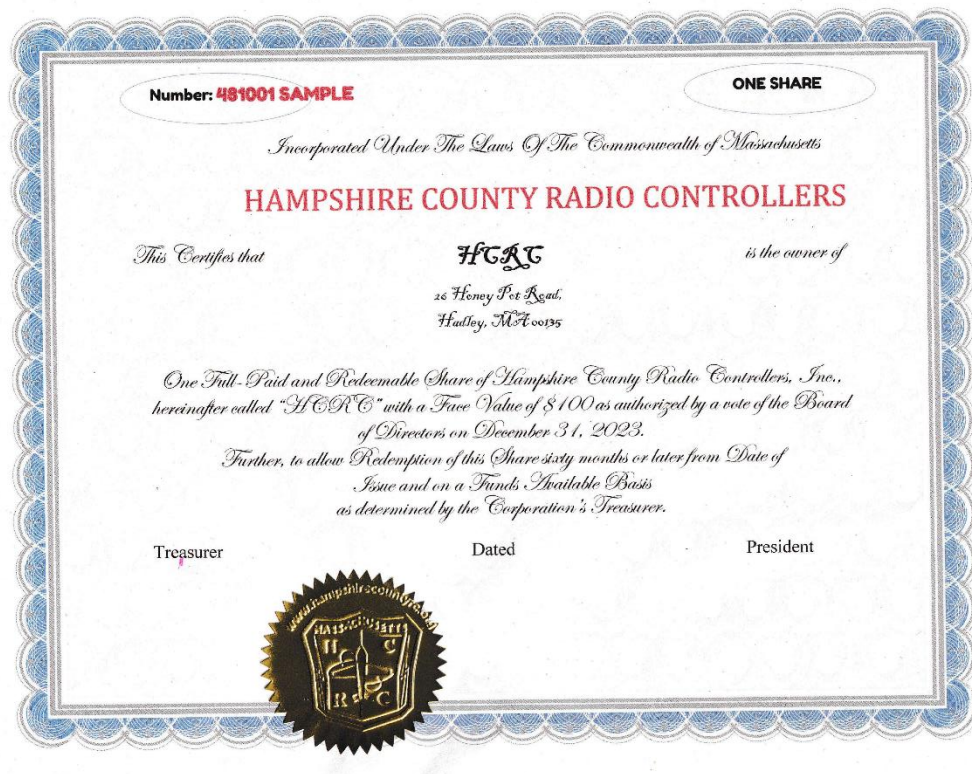 Number: 481001 SAMPLE
ONE SHARE
Incorporated Under The Laws Of The Commonwealth of Massachusetts
HAMPSHIRE COUNTY RADIO CONTROLLERS
This Certifies that HCRC is the owner of
26 Honey Pot Road,
Hadley, MA 00135
One Full-Paid and Redeemable Share of Hampshire County Radio Controllers, Inc.,
hereinafter called "HCRC" with a Face Value of $100 as authorized by a vote of the Board
of Directors on December 31, 2023.
Further, to allow Redemption of this Share sixty months or later from Date of
Issue and on a Funds Available Basis
as determined by the Corporation's Treasurer.
Treasurer Dated President
MASSACHUSETTS
H C
R C